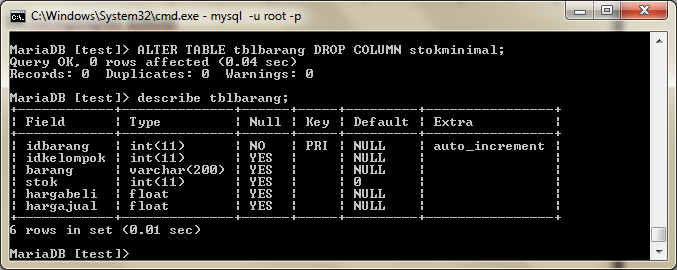 C:\Windows\System32\cmd.exe - mysql  -u root -p
MariaDB [test]> ALTER TABLE tblbarang DROP COLUMN stokminimal;
Query OK, 0 rows affected (0.04 sec)
Records: 0  Duplicates: 0  Warnings: 0
MariaDB [test]> describe tblbarang;
+------------+--------------+------+-----+---------+----------------+
| Field      | Type         | Null | Key | Default | Extra          |
+------------+--------------+------+-----+---------+----------------+
| idbarang   | int(11)      | NO   | PRI | NULL    | auto_increment |
| idkelompok | int(11)      | YES  |     | NULL    |                |
| barang     | varchar(200) | YES  |     | NULL    |                |
| stok       | int(11)      | YES  |     | 0       |                |
| hargabeli  | float        | YES  |     | NULL    |                |
| hargajual  | float        | YES  |     | NULL    |                |
+------------+--------------+------+-----+---------+----------------+
6 rows in set (0.01 sec)
MariaDB [test]>